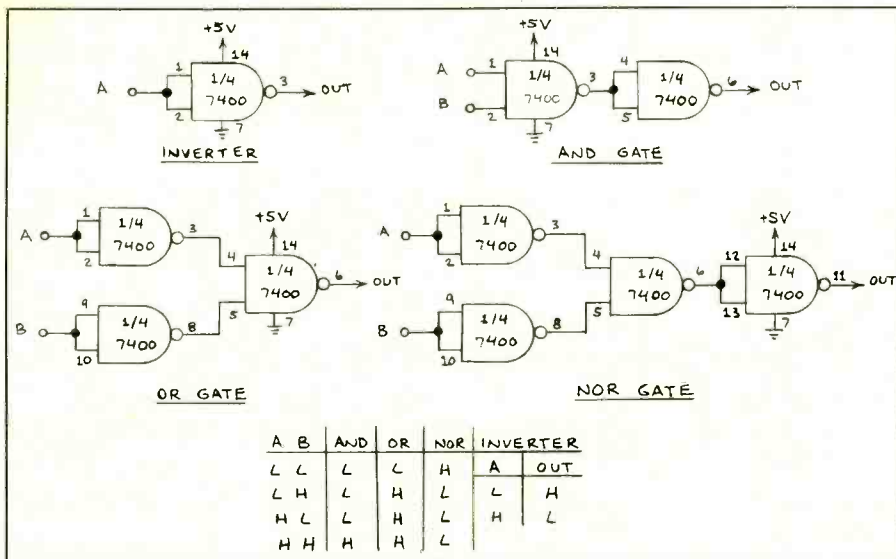 +5V
14
A
1
2
1/4
7400
3
OUT
7
INVERTER
+5V
14
A
B
1
2
1/4
7400
3
7
4
5
1/4
7400
6
OUT
AND GATE
A
1
2
1/4
7400
3
B
9
10
1/4
7400
8
+5V
14
4
5
1/4
7400
6
OUT
7
OR GATE
A
1
2
1/4
7400
3
B
9
10
1/4
7400
8
4
5
1/4
7400
6
+5V
14
12
13
1/4
7400
11
OUT
7
NOR GATE
A B AND OR NOR INVERTER
L L L L H A OUT
L H L H L L H
H L L H L H L
H H H H L